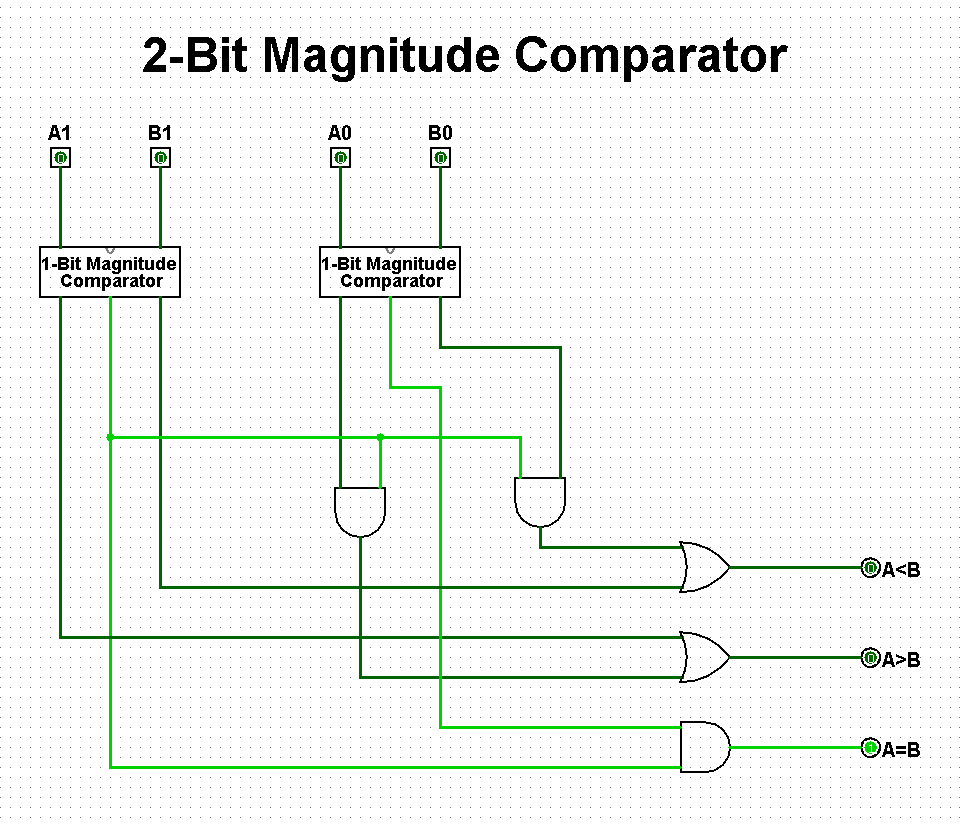 2-Bit Magnitude Comparator
A1 B1 A0 B0
0 0 0 0
1-Bit Magnitude
Comparator
1-Bit Magnitude
Comparator
0 A<B
0 A>B
1 A=B